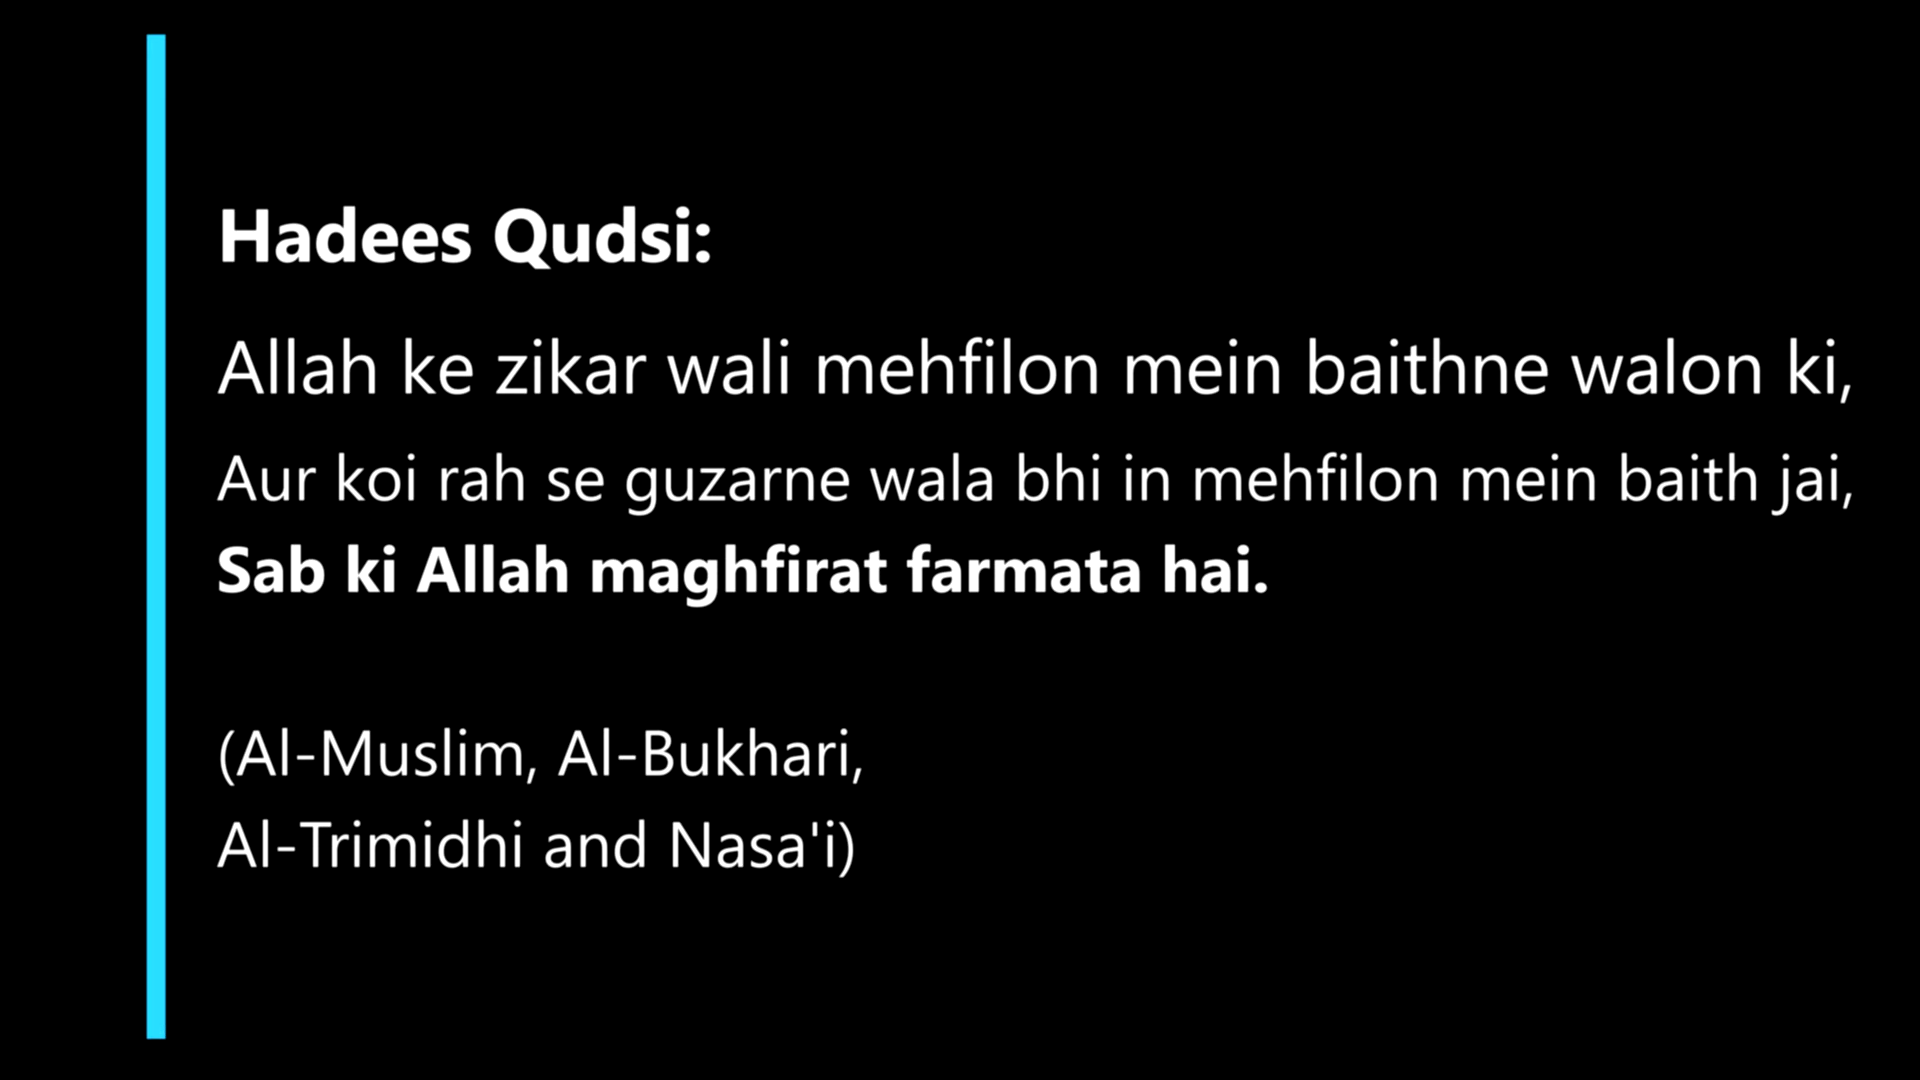 Hadees Qudsi:
Allah ke zikar wali mehfilon mein baithne walon ki,
Aur koi rah se guzarne wala bhi in mehfilon mein baith jai,
Sab ki Allah maghfirat farmata hai.
(Al-Muslim, Al-Bukhari,
Al-Trimidhi and Nasa'i)